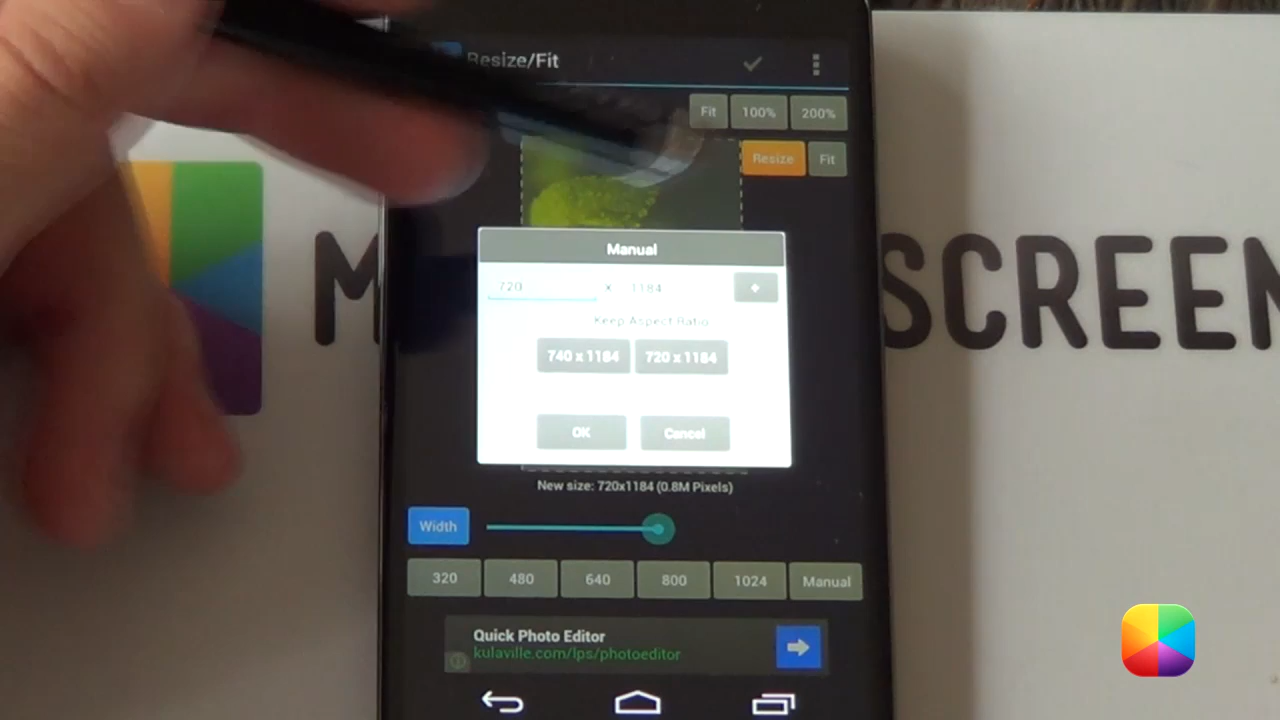 Resize/Fit
Fit 100% 200%
Resize Fit
Manual
720 x 1184 +
Keep Aspect Ratio
740 x 1184 720 x 1184
OK Cancel
M SCREEN
New size: 720x1184 (0.8M Pixels)
Width
320 480 640 800 1024 Manual
Quick Photo Editor
kulaville.com/lps/photoeditor